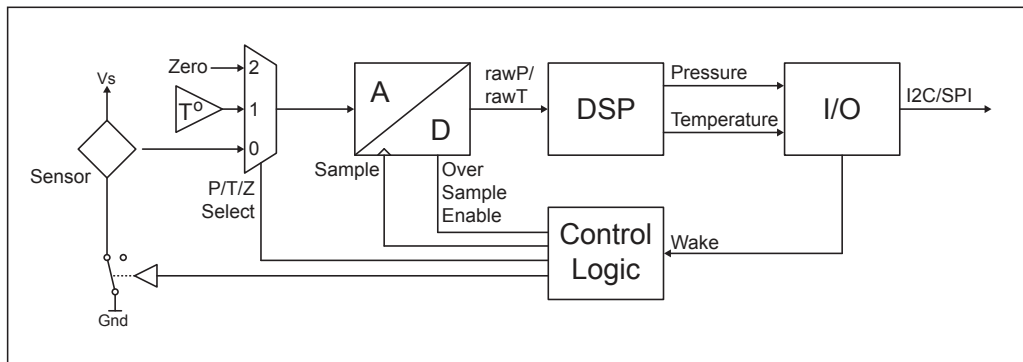 Vs
Sensor
Gnd
Zero
T°
2
1
0
P/T/Z
Select
A
D
Sample
Over
Sample
Enable
rawP/
rawT
DSP
Pressure
Temperature
I/O
I2C/SPI
Control
Logic
Wake